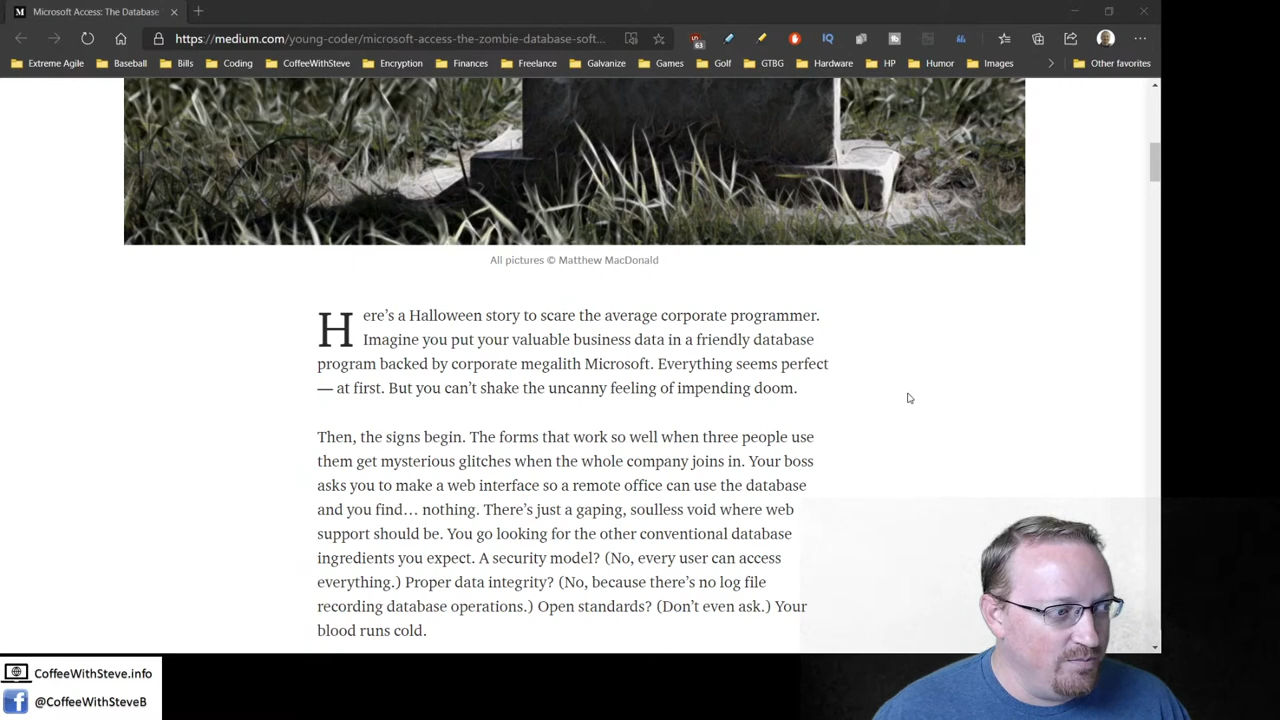 Microsoft Access: The Database
https://medium.com/young-coder/microsoft-access-the-zombie-database-soft...
63
IQ
Extreme Agile
Baseball
Bills
Coding
CoffeeWithSteve
Encryption
Finances
Freelance
Galvanize
Games
Golf
GTBG
Hardware
HP
Humor
Images
Other favorites
All pictures © Matthew MacDonald
Here’s a Halloween story to scare the average corporate programmer.
Imagine you put your valuable business data in a friendly database
program backed by corporate megalith Microsoft. Everything seems perfect
— at first. But you can’t shake the uncanny feeling of impending doom.
Then, the signs begin. The forms that work so well when three people use
them get mysterious glitches when the whole company joins in. Your boss
asks you to make a web interface so a remote office can use the database
and you find… nothing. There’s just a gaping, soulless void where web
support should be. You go looking for the other conventional database
ingredients you expect. A security model? (No, every user can access
everything.) Proper data integrity? (No, because there’s no log file
recording database operations.) Open standards? (Don’t even ask.) Your
blood runs cold.
CoffeeWithSteve.info
@CoffeeWithSteveB